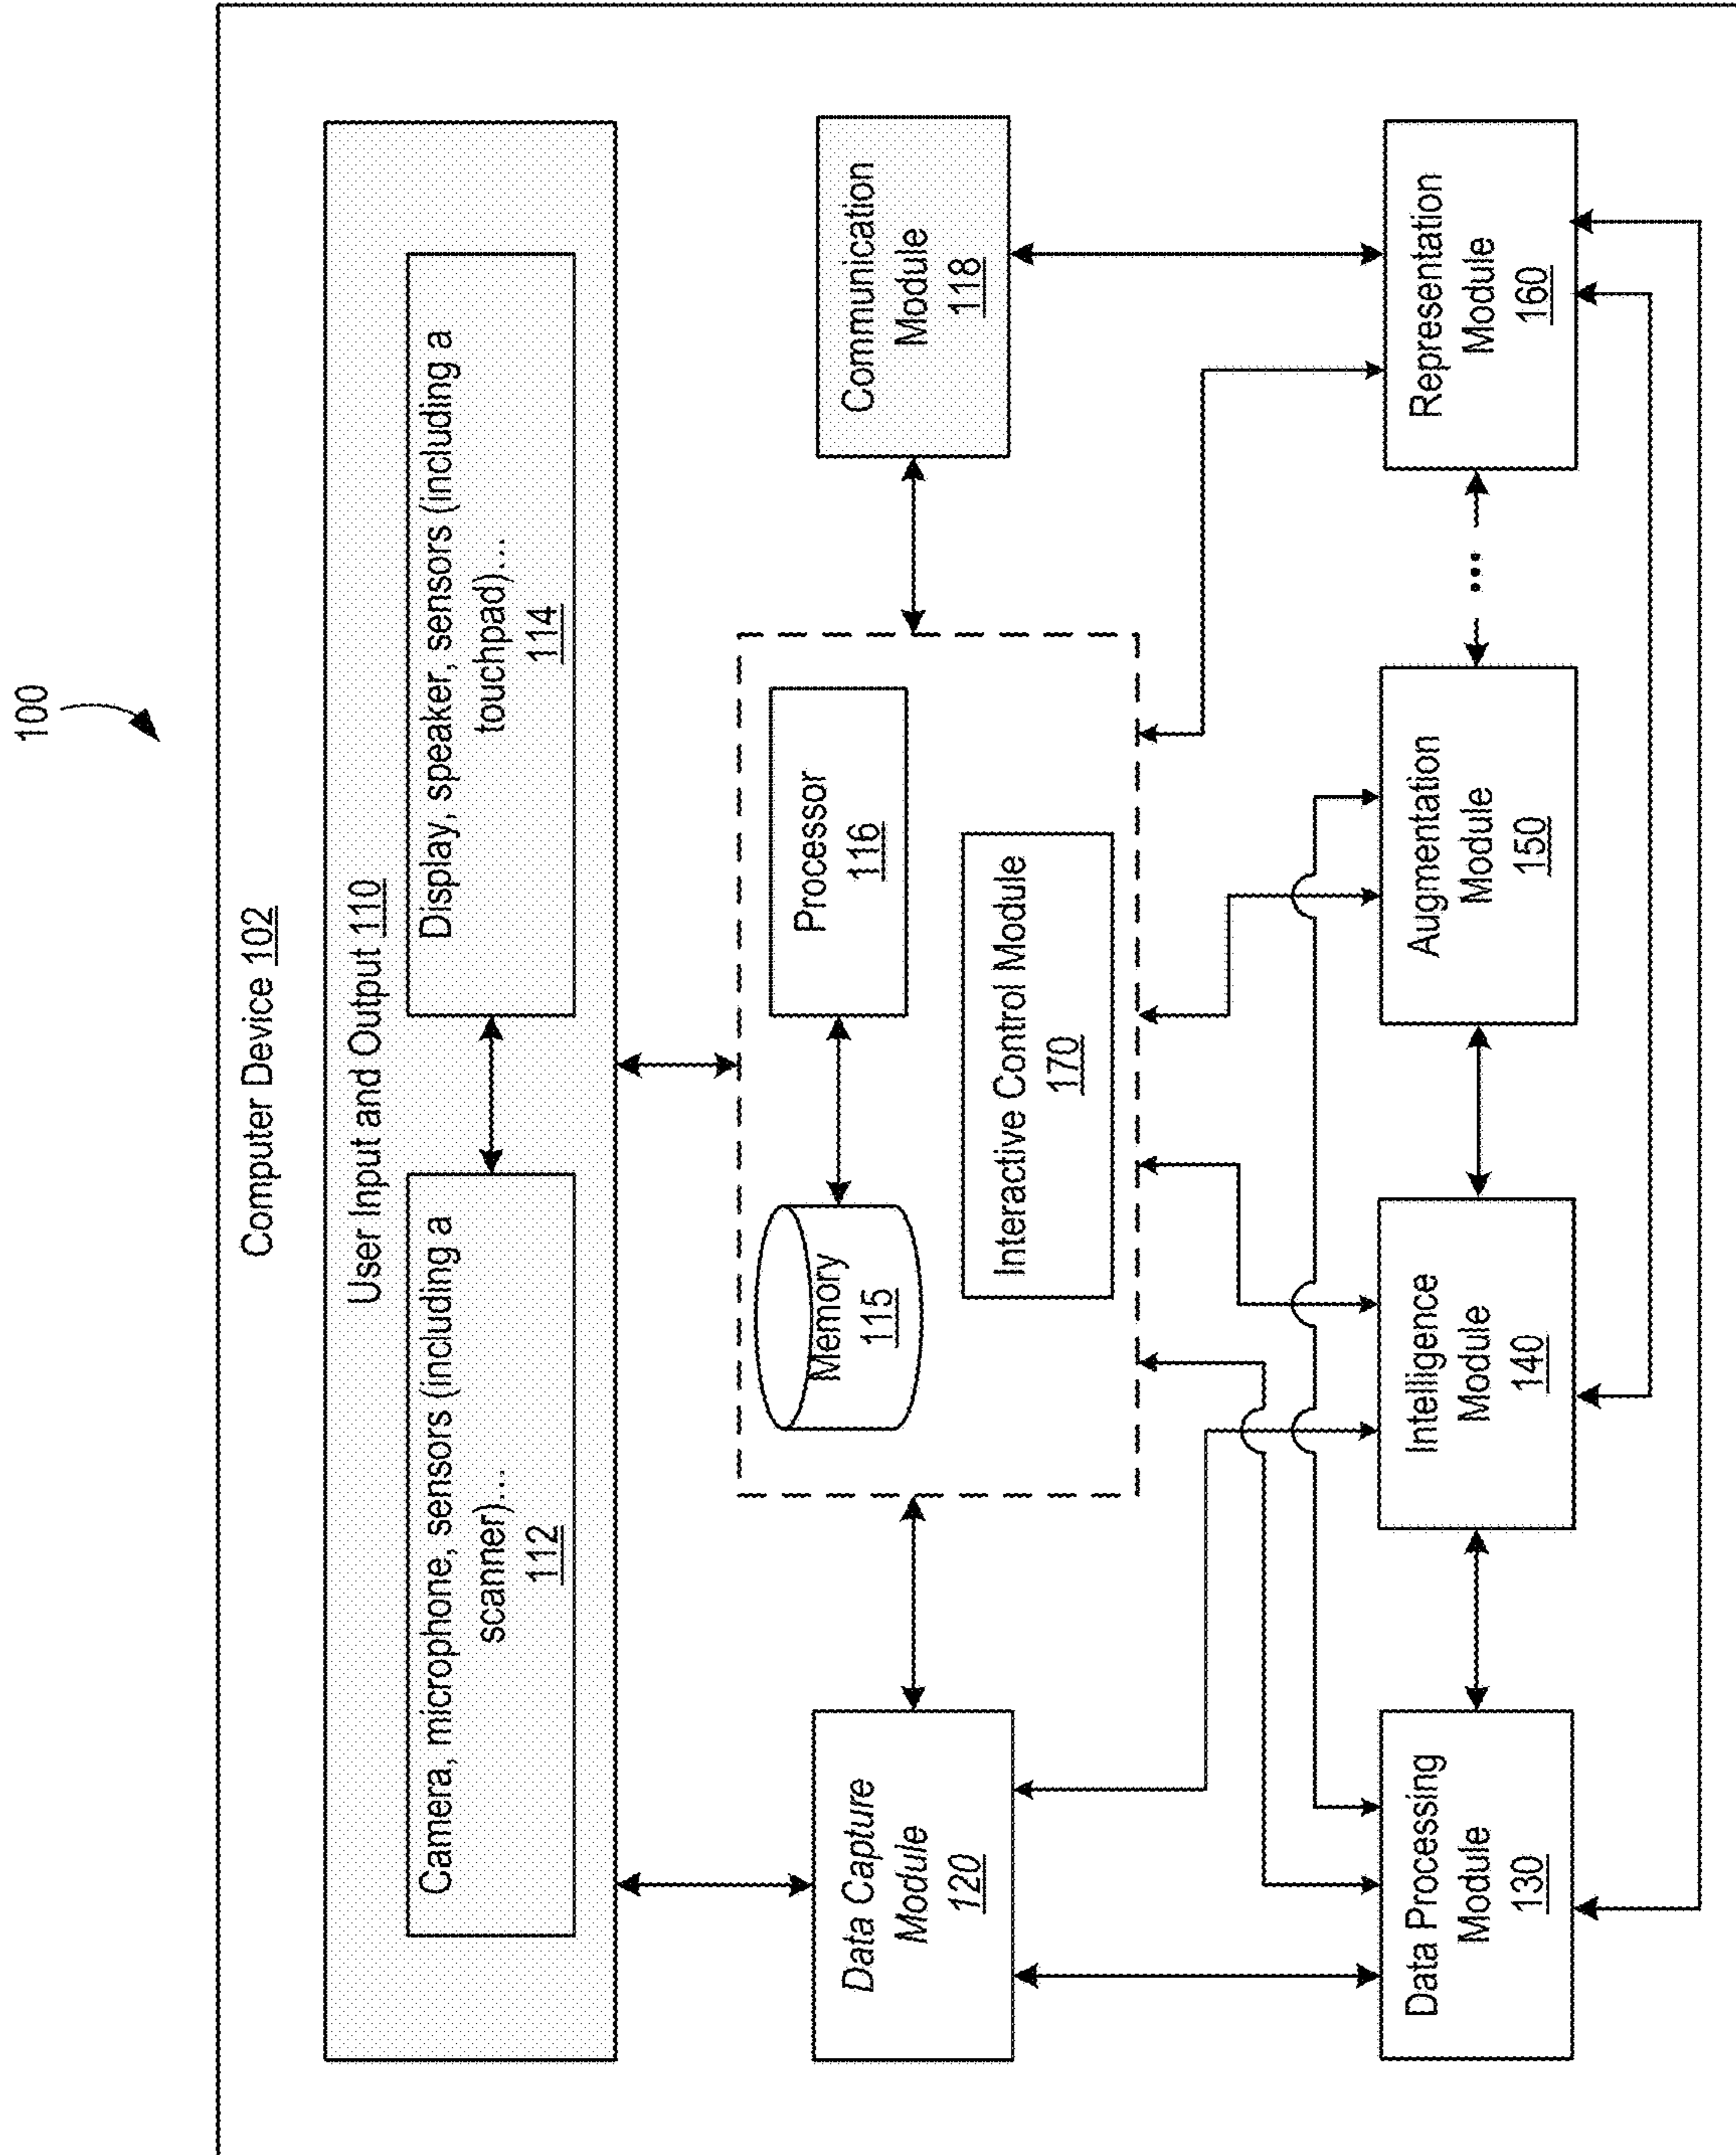 100
Computer Device 102
User Input and Output 110
Camera, microphone, sensors (including a
scanner)...
112
Display, speaker, sensors (including a
touchpad)...
114
Data Capture
Module
120
Memory
115
Processor
116
Interactive Control Module
170
Communication
Module
118
Data Processing
Module
130
Intelligence
Module
140
Augmentation
Module
150
...
Representation
Module
160